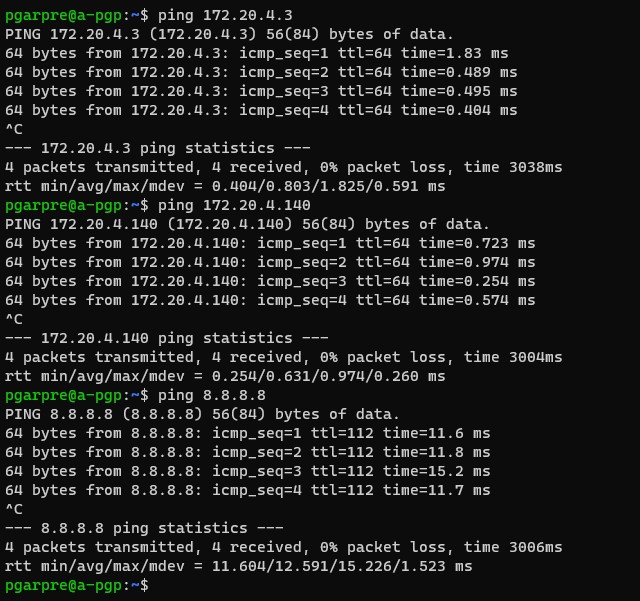 pgarpre@a-pgp:~$ ping 172.20.4.3
PING 172.20.4.3 (172.20.4.3) 56(84) bytes of data.
64 bytes from 172.20.4.3: icmp_seq=1 ttl=64 time=1.83 ms
64 bytes from 172.20.4.3: icmp_seq=2 ttl=64 time=0.489 ms
64 bytes from 172.20.4.3: icmp_seq=3 ttl=64 time=0.495 ms
64 bytes from 172.20.4.3: icmp_seq=4 ttl=64 time=0.404 ms
^C
--- 172.20.4.3 ping statistics ---
4 packets transmitted, 4 received, 0% packet loss, time 3038ms
rtt min/avg/max/mdev = 0.404/0.803/1.825/0.591 ms
pgarpre@a-pgp:~$ ping 172.20.4.140
PING 172.20.4.140 (172.20.4.140) 56(84) bytes of data.
64 bytes from 172.20.4.140: icmp_seq=1 ttl=64 time=0.723 ms
64 bytes from 172.20.4.140: icmp_seq=2 ttl=64 time=0.974 ms
64 bytes from 172.20.4.140: icmp_seq=3 ttl=64 time=0.254 ms
64 bytes from 172.20.4.140: icmp_seq=4 ttl=64 time=0.574 ms
^C
--- 172.20.4.140 ping statistics ---
4 packets transmitted, 4 received, 0% packet loss, time 3004ms
rtt min/avg/max/mdev = 0.254/0.631/0.974/0.260 ms
pgarpre@a-pgp:~$ ping 8.8.8.8
PING 8.8.8.8 (8.8.8.8) 56(84) bytes of data.
64 bytes from 8.8.8.8: icmp_seq=1 ttl=112 time=11.6 ms
64 bytes from 8.8.8.8: icmp_seq=2 ttl=112 time=11.8 ms
64 bytes from 8.8.8.8: icmp_seq=3 ttl=112 time=15.2 ms
64 bytes from 8.8.8.8: icmp_seq=4 ttl=112 time=11.7 ms
^C
--- 8.8.8.8 ping statistics ---
4 packets transmitted, 4 received, 0% packet loss, time 3006ms
rtt min/avg/max/mdev = 11.604/12.591/15.226/1.523 ms
pgarpre@a-pgp:~$